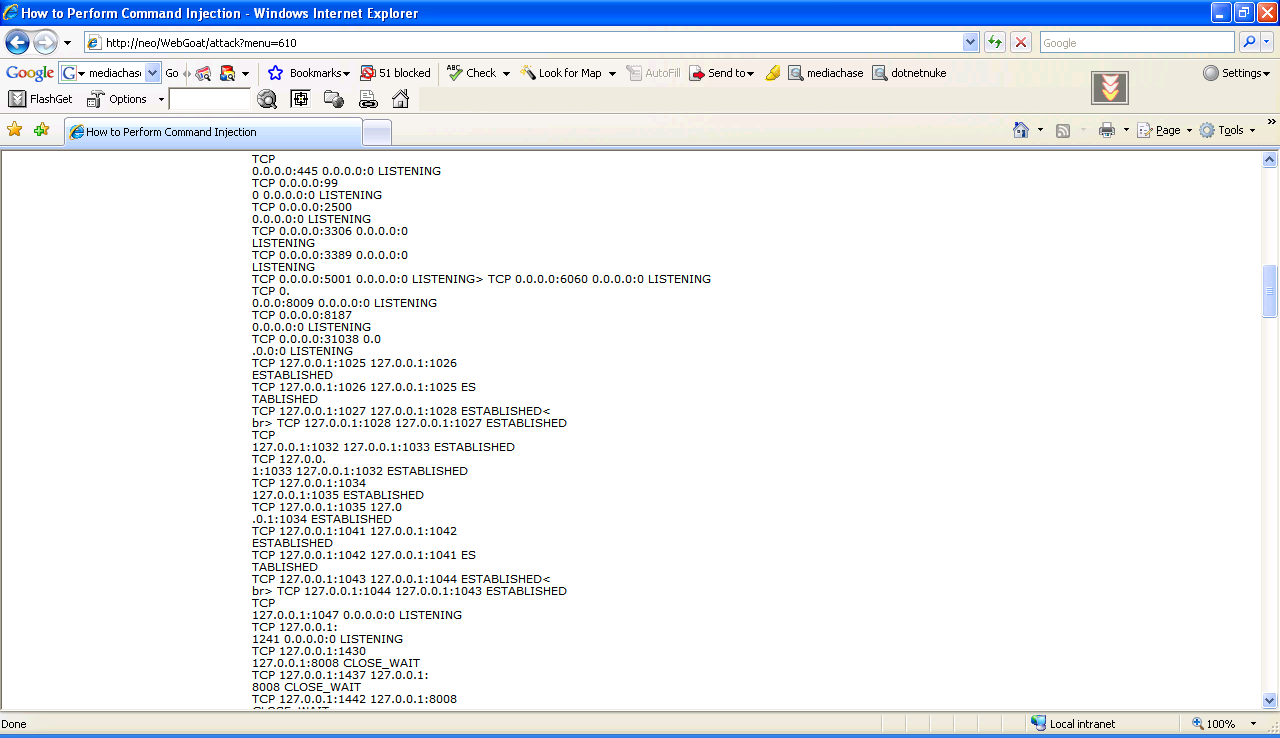 How to Perform Command Injection - Windows Internet Explorer
http://neo/WebGoat/attack?menu=610
Google
Google G mediachas Go Bookmarks 51 blocked Check Look for Map AutoFill Send to mediachase dotnetnuke Settings
FlashGet Options
How to Perform Command Injection
Page Tools
TCP
0.0.0.0:445 0.0.0.0:0 LISTENING
TCP 0.0.0.0:99
0 0.0.0.0:0 LISTENING
TCP 0.0.0.0:2500
0.0.0.0:0 LISTENING
TCP 0.0.0.0:3306 0.0.0.0:0
LISTENING
TCP 0.0.0.0:3389 0.0.0.0:0
LISTENING
TCP 0.0.0.0:5001 0.0.0.0:0 LISTENING> TCP 0.0.0.0:6060 0.0.0.0:0 LISTENING
TCP 0.
0.0.0:8009 0.0.0.0:0 LISTENING
TCP 0.0.0.0:8187
0.0.0.0:0 LISTENING
TCP 0.0.0.0:31038 0.0
.0.0:0 LISTENING
TCP 127.0.0.1:1025 127.0.0.1:1026
ESTABLISHED
TCP 127.0.0.1:1026 127.0.0.1:1025 ES
TABLISHED
TCP 127.0.0.1:1027 127.0.0.1:1028 ESTABLISHED<
br> TCP 127.0.0.1:1028 127.0.0.1:1027 ESTABLISHED
TCP
127.0.0.1:1032 127.0.0.1:1033 ESTABLISHED
TCP 127.0.0.
1:1033 127.0.0.1:1032 ESTABLISHED
TCP 127.0.0.1:1034
127.0.0.1:1035 ESTABLISHED
TCP 127.0.0.1:1035 127.0
.0.1:1034 ESTABLISHED
TCP 127.0.0.1:1041 127.0.0.1:1042
ESTABLISHED
TCP 127.0.0.1:1042 127.0.0.1:1041 ES
TABLISHED
TCP 127.0.0.1:1043 127.0.0.1:1044 ESTABLISHED<
br> TCP 127.0.0.1:1044 127.0.0.1:1043 ESTABLISHED
TCP
127.0.0.1:1047 0.0.0.0:0 LISTENING
TCP 127.0.0.1:
1241 0.0.0.0:0 LISTENING
TCP 127.0.0.1:1430
127.0.0.1:8008 CLOSE_WAIT
TCP 127.0.0.1:1437 127.0.0.1:
8008 CLOSE_WAIT
TCP 127.0.0.1:1442 127.0.0.1:8008
CLOSE_WAIT
Done
Local intranet
100%